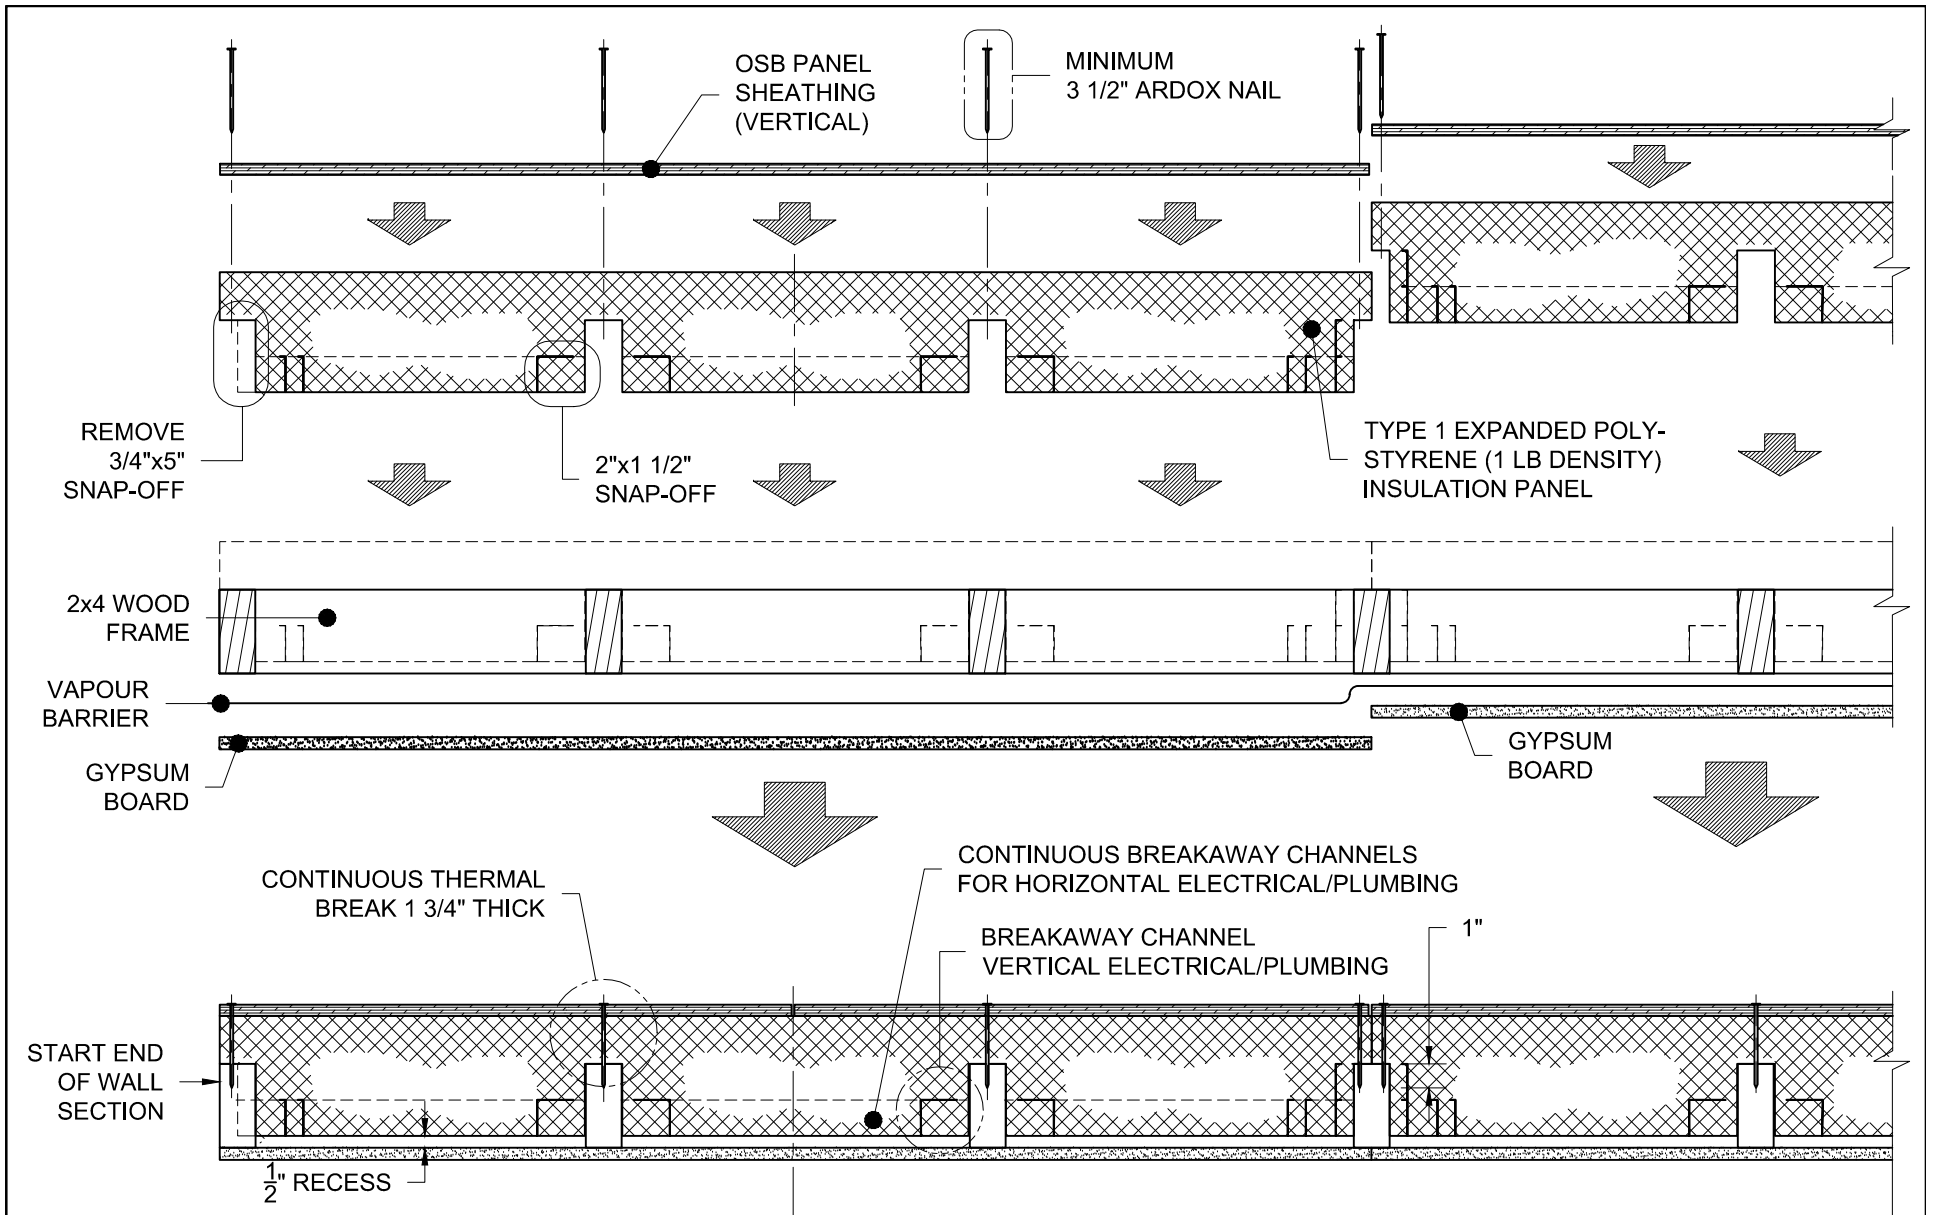 OSB PANEL
SHEATHING
(VERTICAL)
MINIMUM
3 1/2" ARDOX NAIL
REMOVE
3/4"x5"
SNAP-OFF
2"x1 1/2"
SNAP-OFF
TYPE 1 EXPANDED POLY-
STYRENE (1 LB DENSITY)
INSULATION PANEL
2x4 WOOD
FRAME
VAPOUR
BARRIER
GYPSUM
BOARD
GYPSUM
BOARD
CONTINUOUS THERMAL
BREAK 1 3/4" THICK
CONTINUOUS BREAKAWAY CHANNELS
FOR HORIZONTAL ELECTRICAL/PLUMBING
BREAKAWAY CHANNEL
VERTICAL ELECTRICAL/PLUMBING
1"
START END
OF WALL
SECTION
1/2" RECESS